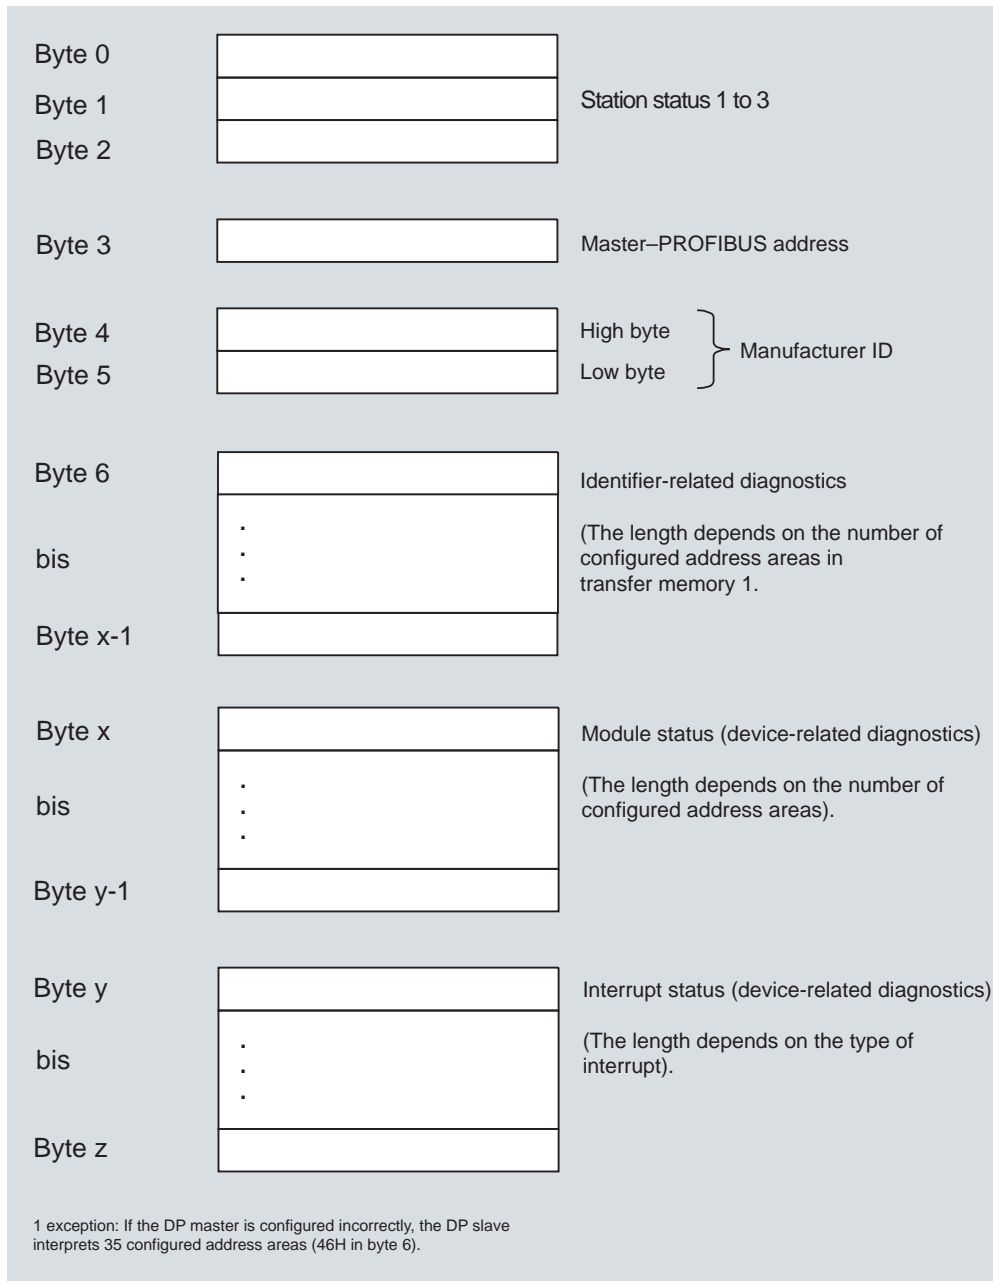 Byte 0
Byte 1
Station status 1 to 3
Byte 2
Byte 3
Master–PROFIBUS address
Byte 4
High byte
Manufacturer ID
Byte 5
Low byte
Byte 6
Identifier-related diagnostics
(The length depends on the number of
configured address areas in
transfer memory 1.
bis
Byte x-1
Byte x
Module status (device-related diagnostics)
(The length depends on the number of
configured address areas).
bis
Byte y-1
Byte y
Interrupt status (device-related diagnostics)
(The length depends on the type of
interrupt).
bis
Byte z
1 exception: If the DP master is configured incorrectly, the DP slave
interprets 35 configured address areas (46H in byte 6).